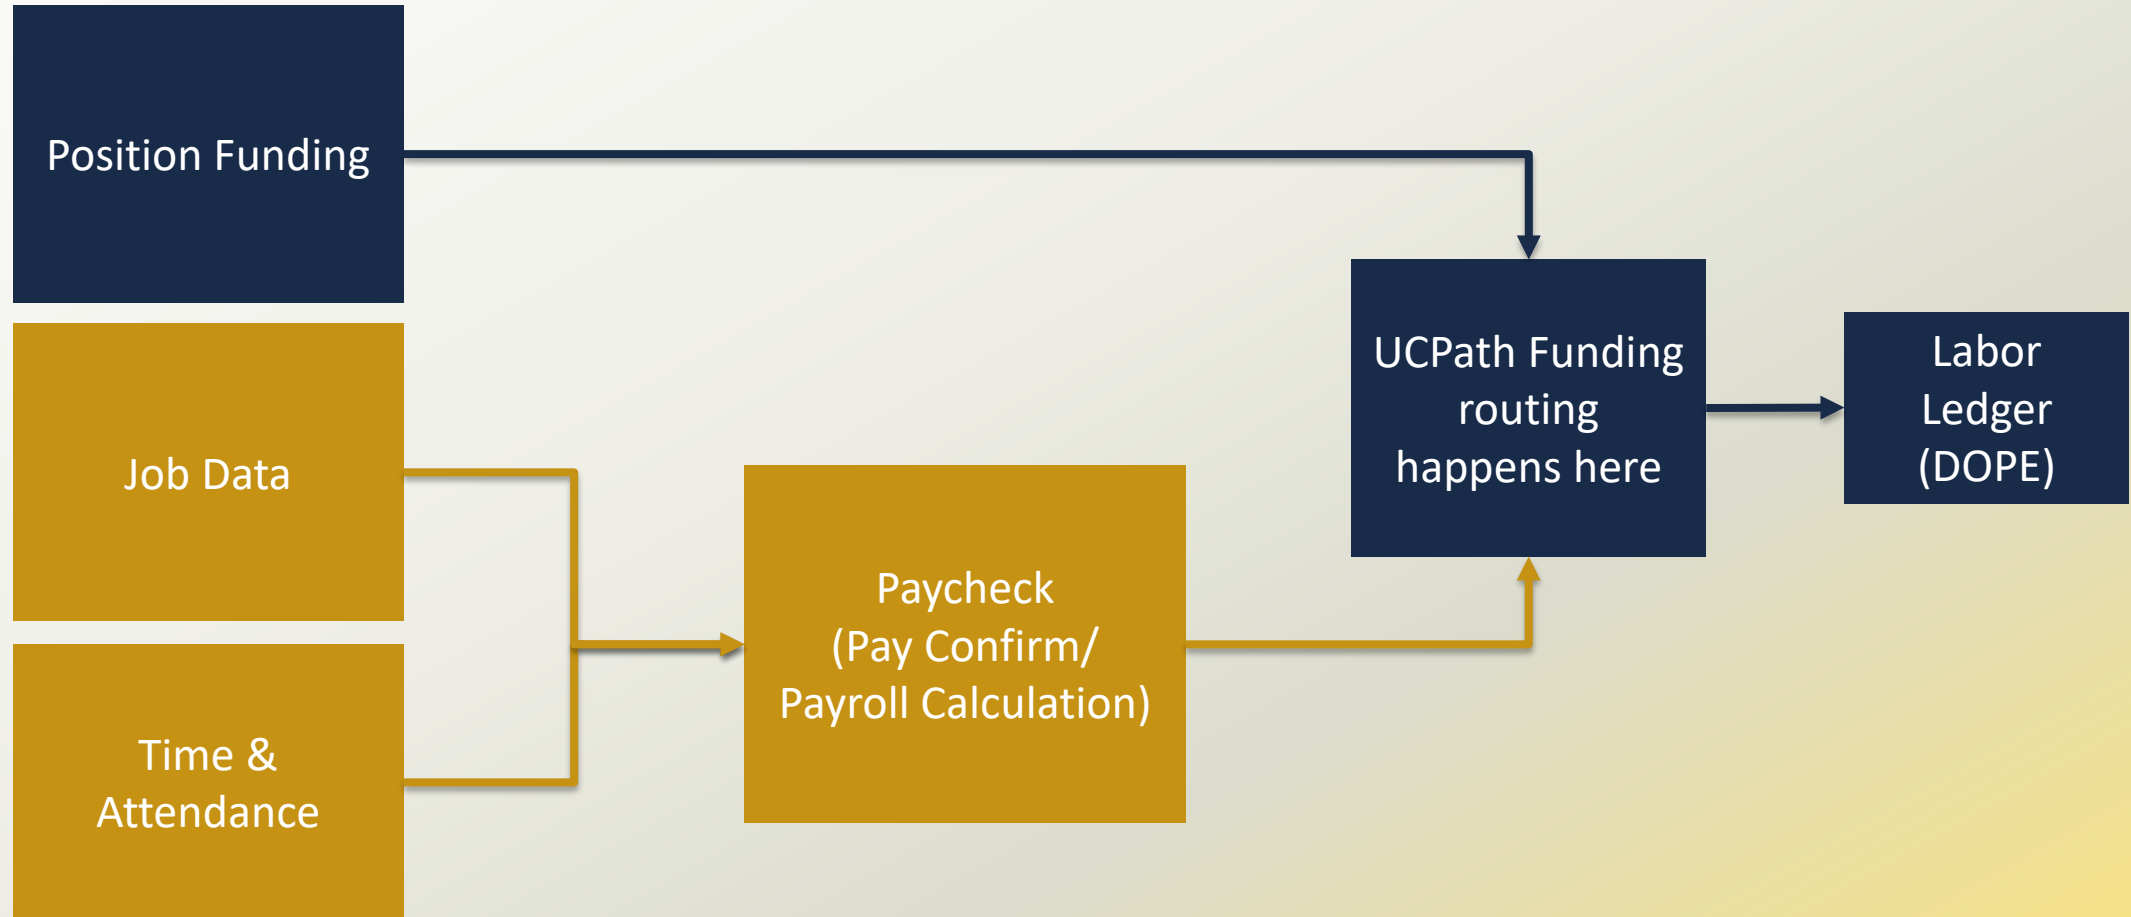 Position Funding
Job Data
Time &
Attendance
Paycheck
(Pay Confirm/
Payroll Calculation)
UCPath Funding
routing
happens here
Labor
Ledger
(DOPE)